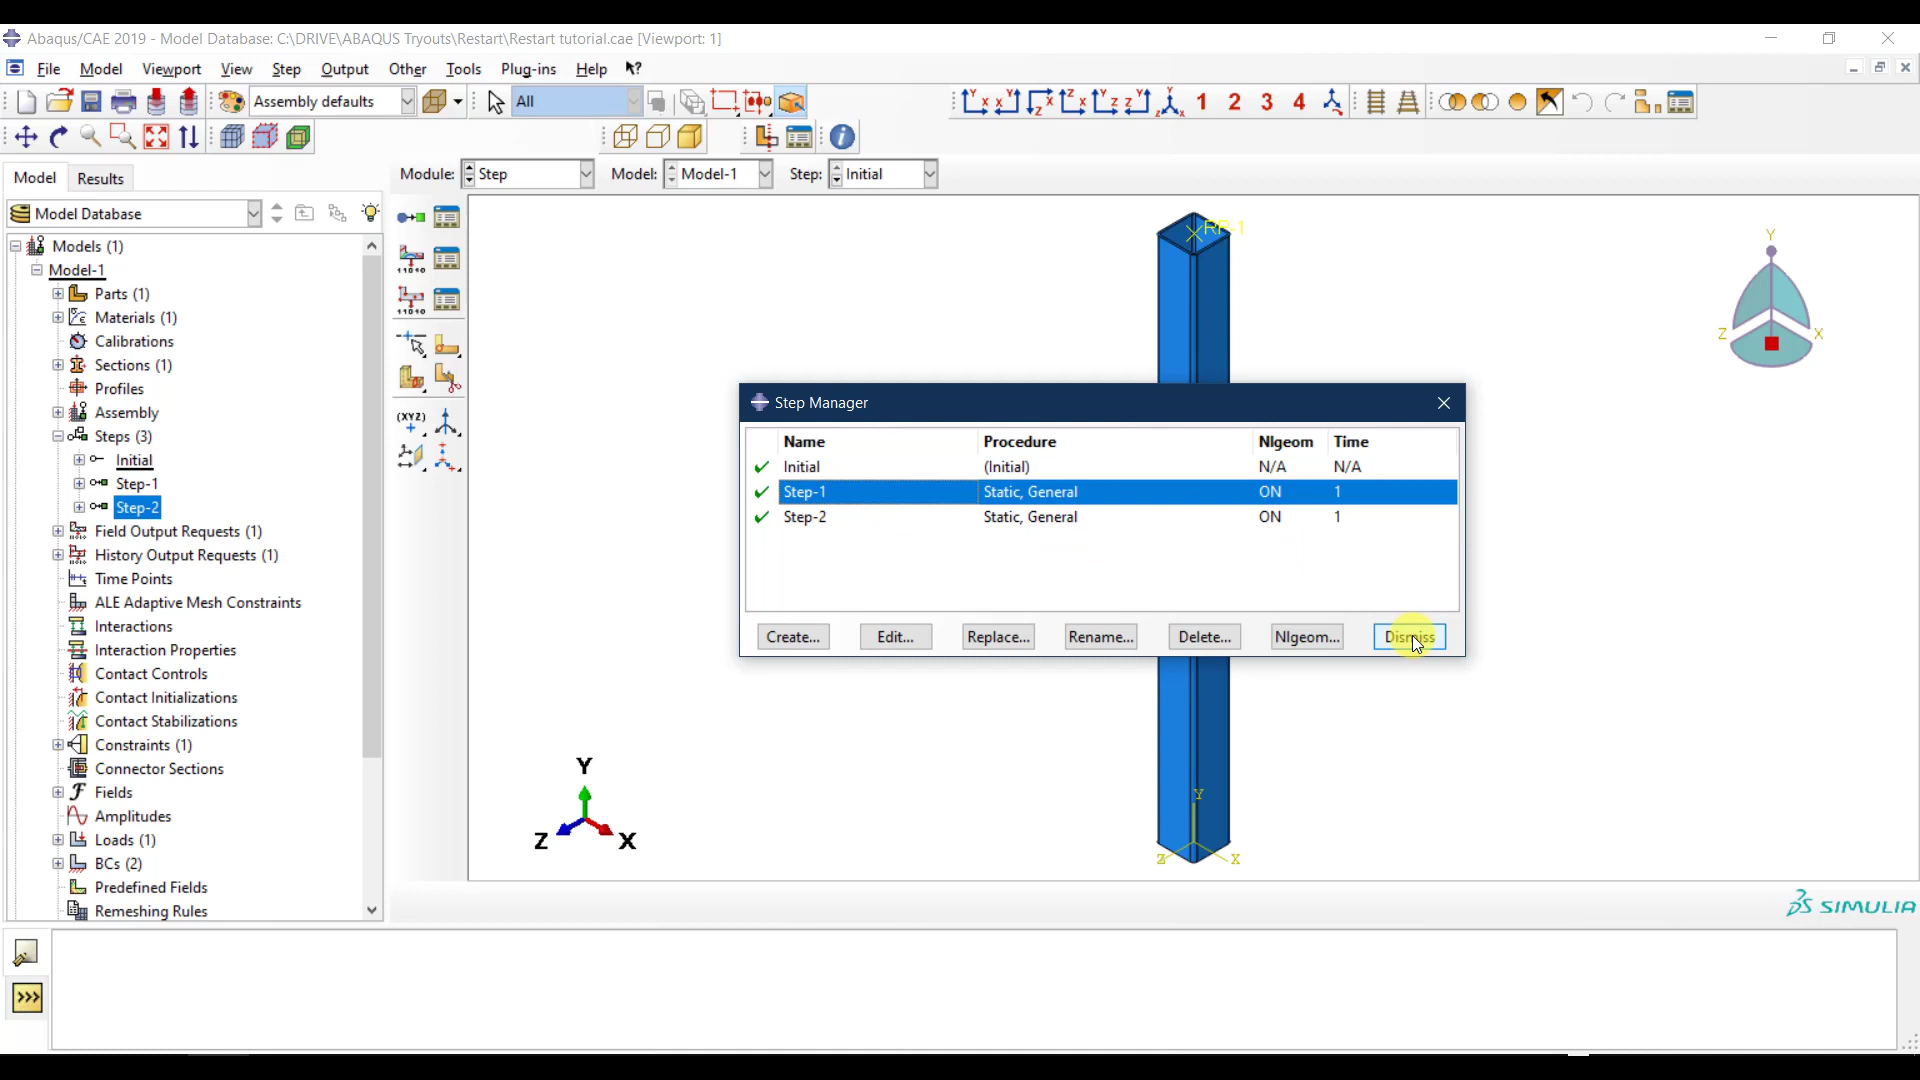 Abaqus/CAE 2019 - Model Database: C:\DRIVE\ABAQUS Tryouts\Restart\Restart tutorial.cae [Viewport: 1]
File Model Viewport View Step Output Other Tools Plug-ins Help
Assembly defaults All 1 2 3 4
Model Results
Module: Step Model: Model-1 Step: Initial
Model Database
Models (1)
Model-1
Parts (1)
Materials (1)
Calibrations
Sections (1)
Profiles
Assembly
Steps (3)
Initial
Step-1
Step-2
Field Output Requests (1)
History Output Requests (1)
Time Points
ALE Adaptive Mesh Constraints
Interactions
Interaction Properties
Contact Controls
Contact Initializations
Contact Stabilizations
Constraints (1)
Connector Sections
Fields
Amplitudes
Loads (1)
BCs (2)
Predefined Fields
Remeshing Rules
(XYZ)
RP-1
Y
Z X
Step Manager
Name Procedure Nlgeom Time
Initial (Initial) N/A N/A
Step-1 Static, General ON 1
Step-2 Static, General ON 1
Create... Edit... Replace... Rename... Delete... Nlgeom... Dismiss
Y
Z X
Y
Z X
SIMULIA
>>>